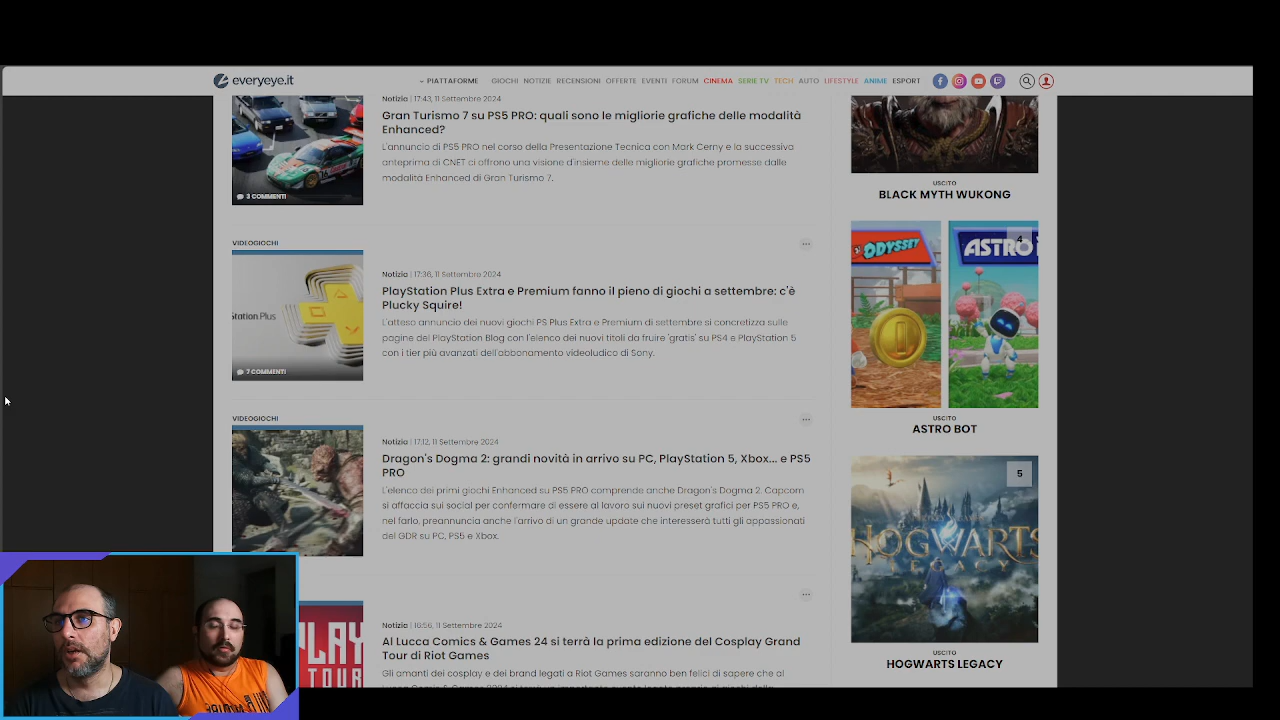 everyeye.it
PIATTAFORME GIOCHI NOTIZIE RECENSIONI OFFERTE EVENTI FORUM CINEMA SERIE TV TECH AUTO LIFESTYLE ANIME ESPORT
Notizia | 17:43, 11 Settembre 2024
Gran Turismo 7 su PS5 PRO: quali sono le migliorie grafiche delle modalità
Enhanced?
L'annuncio di PS5 PRO nel corso della Presentazione Tecnica con Mark Cerny e la successiva
anteprima di CNET ci offrono una visione d'insieme delle migliorie grafiche promesse dalle
modalità Enhanced di Gran Turismo 7.
3 COMMENTI
VIDEOGIOCHI
Notizia | 17:36, 11 Settembre 2024
PlayStation Plus Extra e Premium fanno il pieno di giochi a settembre: c'è
Plucky Squire!
L'atteso annuncio dei nuovi giochi PS Plus Extra e Premium di settembre si concretizza sulle
pagine del PlayStation Blog con l'elenco dei nuovi titoli da fruire 'gratis' su PS4 e PlayStation 5
con i tier più avanzati dell'abbonamento videoludico di Sony.
Station Plus
7 COMMENTI
VIDEOGIOCHI
Notizia | 17:12, 11 Settembre 2024
Dragon's Dogma 2: grandi novità in arrivo su PC, PlayStation 5, Xbox... e PS5
PRO
L'elenco dei primi giochi Enhanced su PS5 PRO comprende anche Dragon's Dogma 2. Capcom
si affaccia sui social per confermare di essere al lavoro sui nuovi preset grafici per PS5 PRO e,
nel farlo, preannuncia anche l'arrivo di un grande update che interesserà tutti gli appassionati
del GDR su PC, PS5 e Xbox.
Notizia | 16:56, 11 Settembre 2024
Al Lucca Comics & Games 24 si terrà la prima edizione del Cosplay Grand
Tour di Riot Games
Gli amanti dei cosplay e dei brand legati a Riot Games saranno ben felici di sapere che al
PLAY
TOUR
USCITO
BLACK MYTH WUKONG
4
ODYSSEY
ASTRO
USCITO
ASTRO BOT
5
HOGWARTS
LEGACY
USCITO
HOGWARTS LEGACY